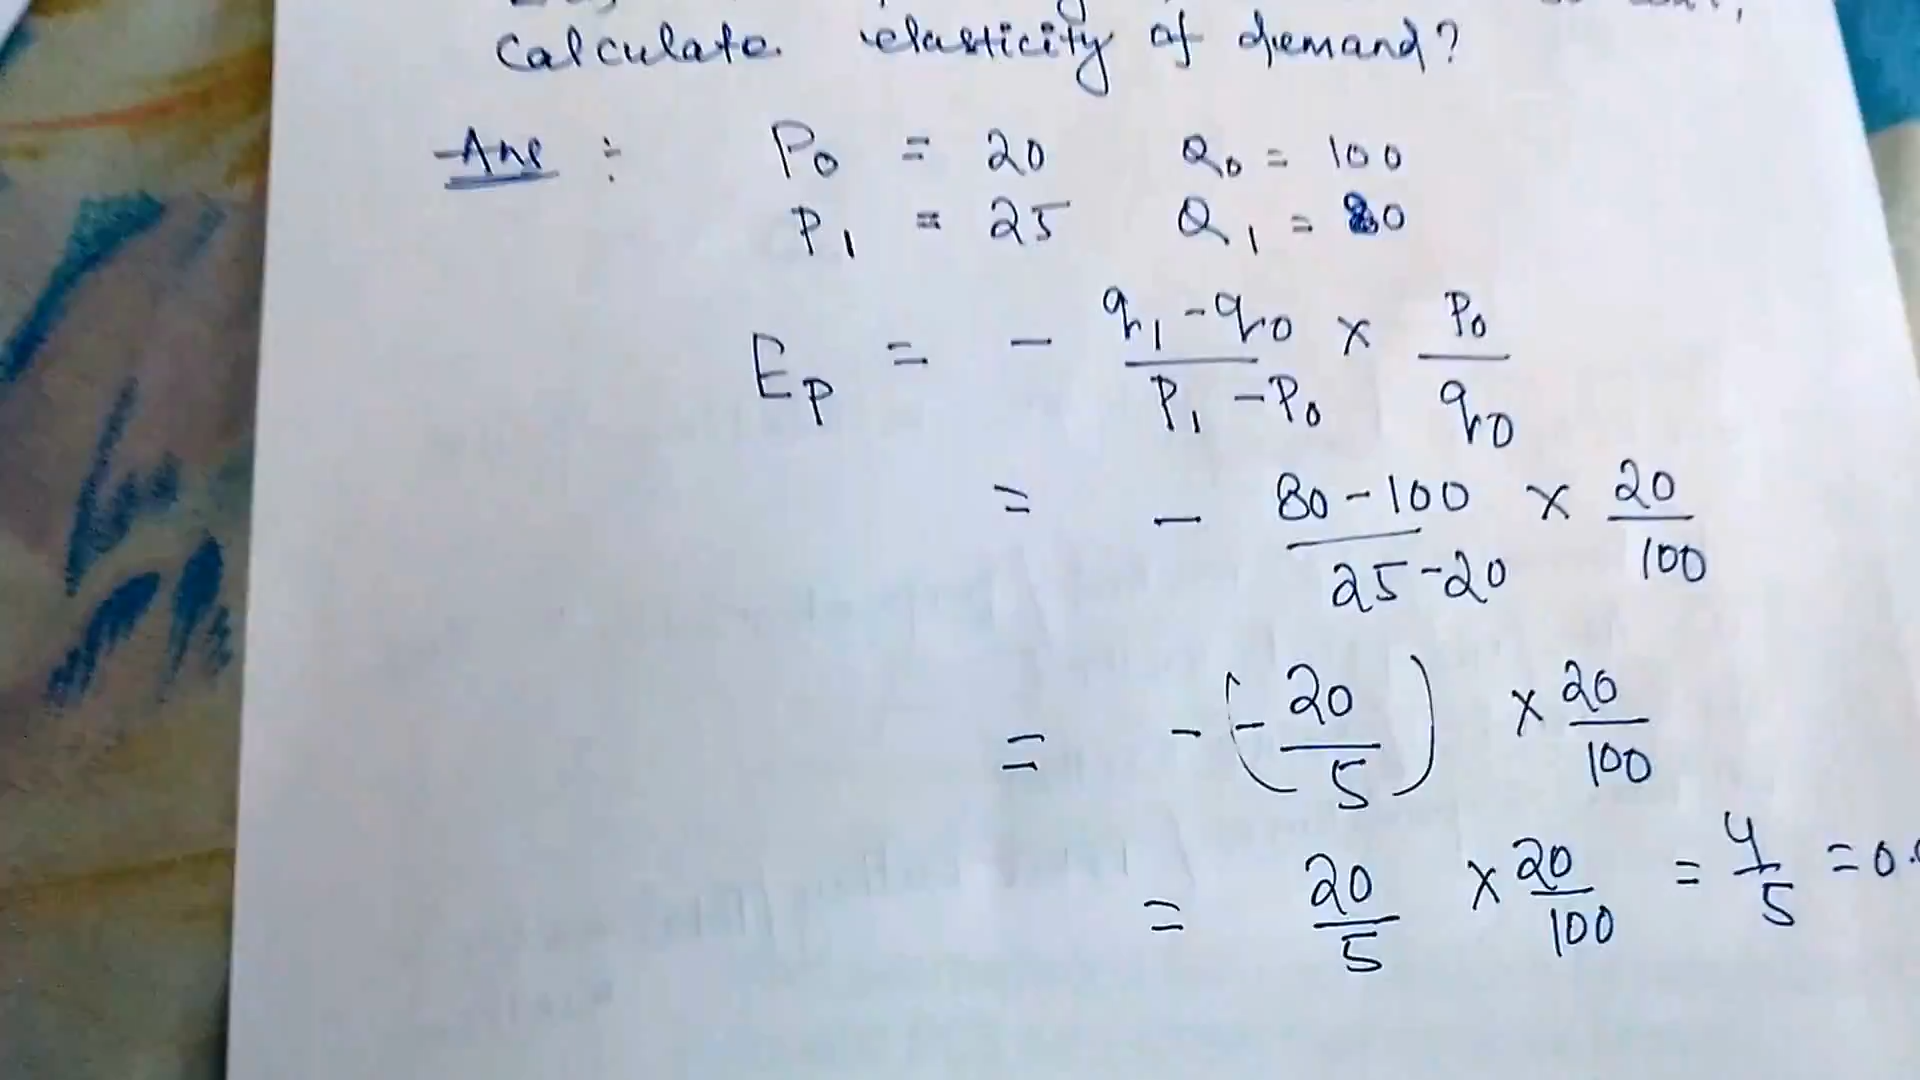 Calculate elasticity of demand?
Ans : P0 = 20 Q0 = 100
P1 = 25 Q1 = 80
EP = - q1 - q0 / P1 - P0 × P0 / q0
= - 80 - 100 / 25 - 20 × 20 / 100
= - (- 20 / 5) × 20 / 100
= 20 / 5 × 20 / 100 = 4 / 5 = 0.